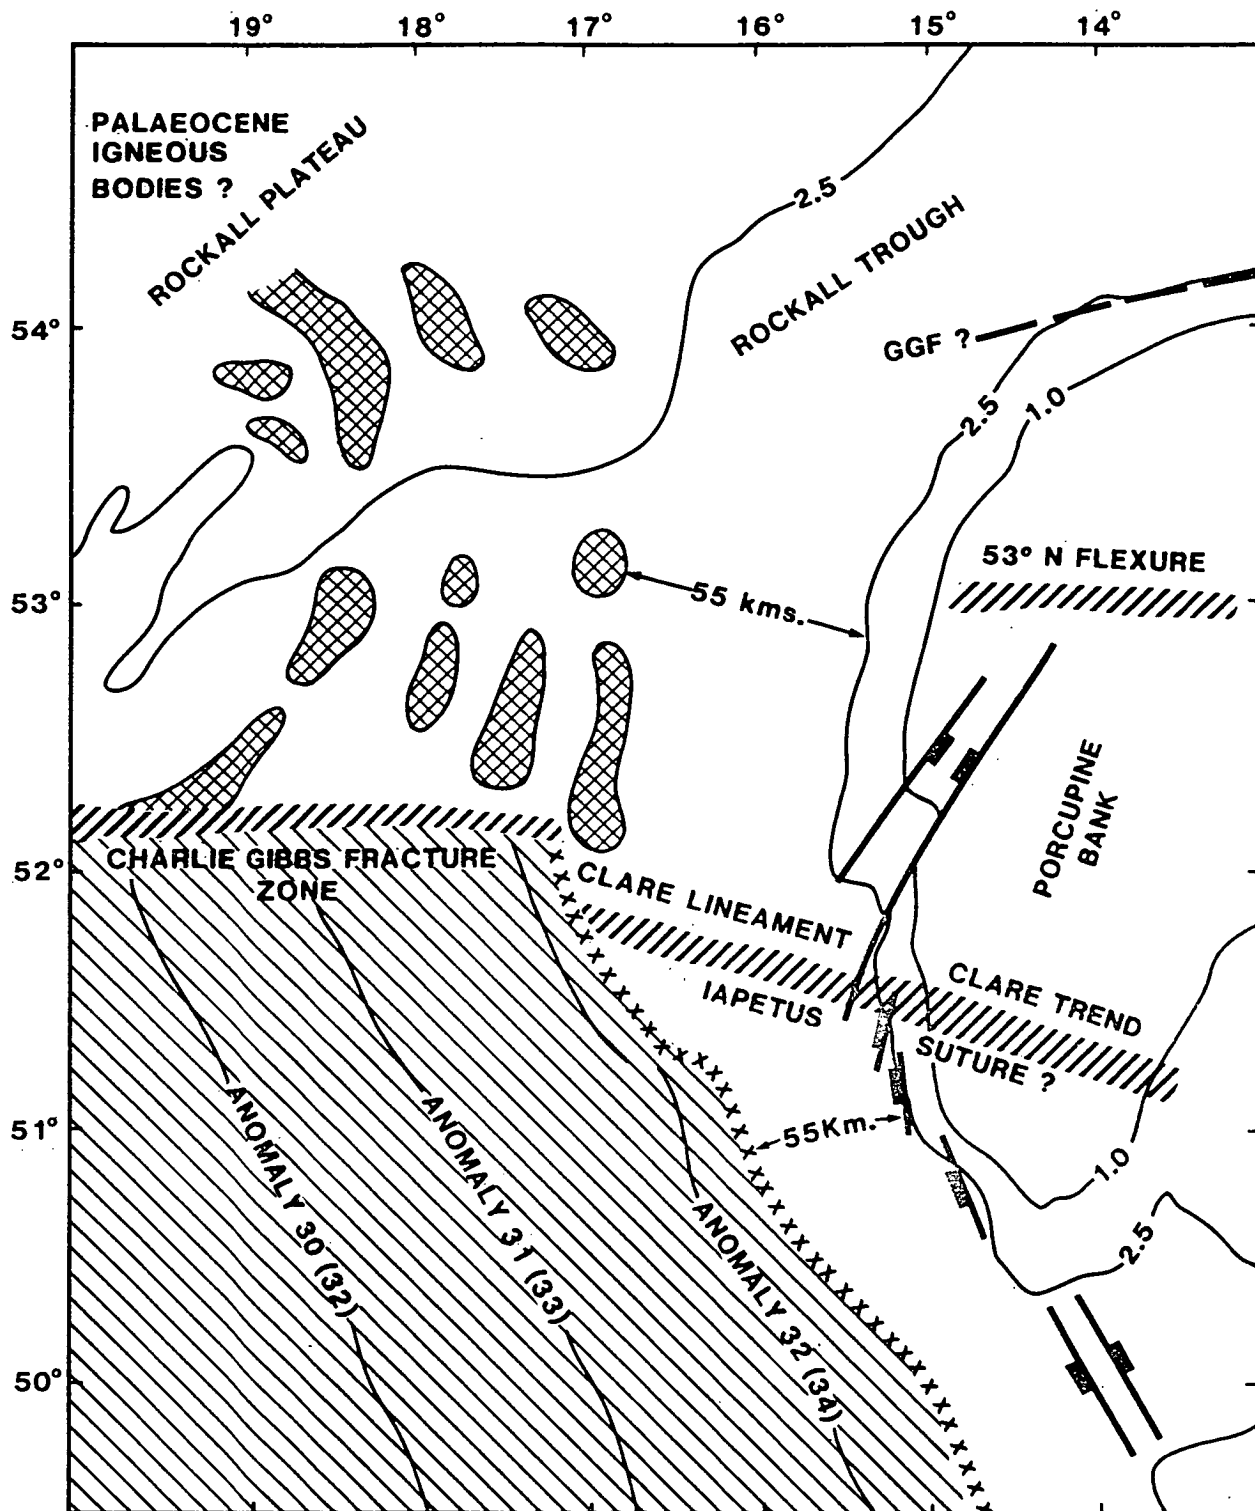 19° 18° 17° 16° 15° 14°
PALAEOCENE
IGNEOUS
BODIES ?
ROCKALL PLATEAU
2.5
ROCKALL TROUGH
54°
GGF ?
2.5
1.0
53° N FLEXURE
53°
55 kms.
PORCUPINE
BANK
52°
CHARLIE GIBBS FRACTURE
ZONE
CLARE LINEAMENT
IAPETUS
CLARE TREND
SUTURE ?
51°
55Km.
1.0
2.5
ANOMALY 30 (32)
ANOMALY 31 (33)
ANOMALY 32 (34)
50°